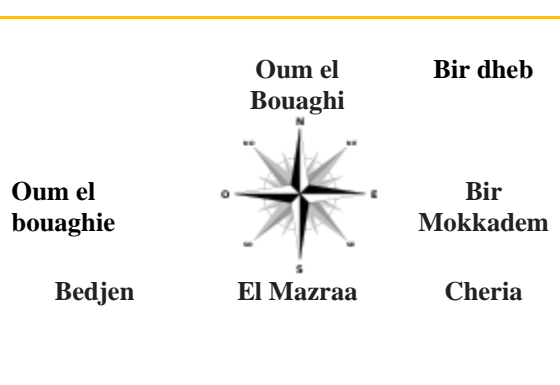 Oum el Bir dheb
Bouaghi
N
O E
Oum el Bir
bouaghie Mokkadem
S
Bedjen El Mazraa Cheria